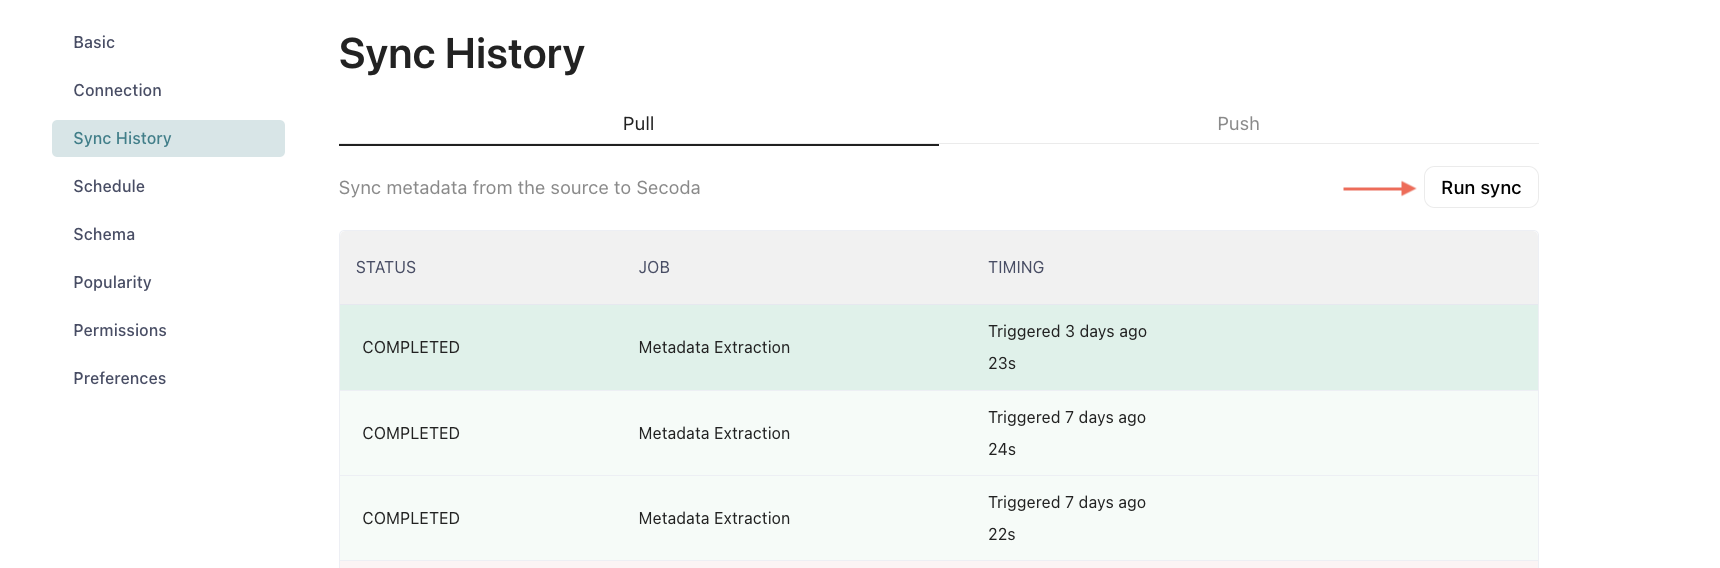 Basic
Connection
Sync History
Schedule
Schema
Popularity
Permissions
Preferences
Sync History
Pull
Push
Sync metadata from the source to Secoda
Run sync
STATUS JOB TIMING
COMPLETED Metadata Extraction Triggered 3 days ago
23s
COMPLETED Metadata Extraction Triggered 7 days ago
24s
COMPLETED Metadata Extraction Triggered 7 days ago
22s